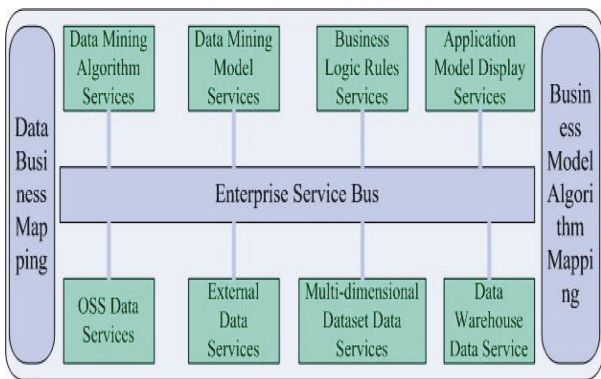 Data Mining
Algorithm
Services
Data Mining
Model
Services
Business
Logic Rules
Services
Application
Model Display
Services
Data
Busi
ness
Map
ping
Enterprise Service Bus
Busin
ess
Model
Algor
ithm
Mappi
ng
OSS Data
Services
External
Data
Services
Multi-dimensional
Dataset Data
Services
Data
Warehouse
Data Service